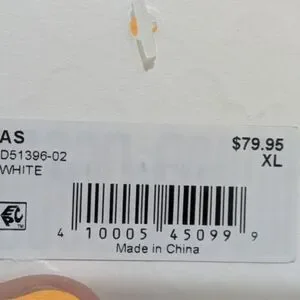 AS $79.95
D51396-02 XL
WHITE
4 10005 45099 9
Made in China